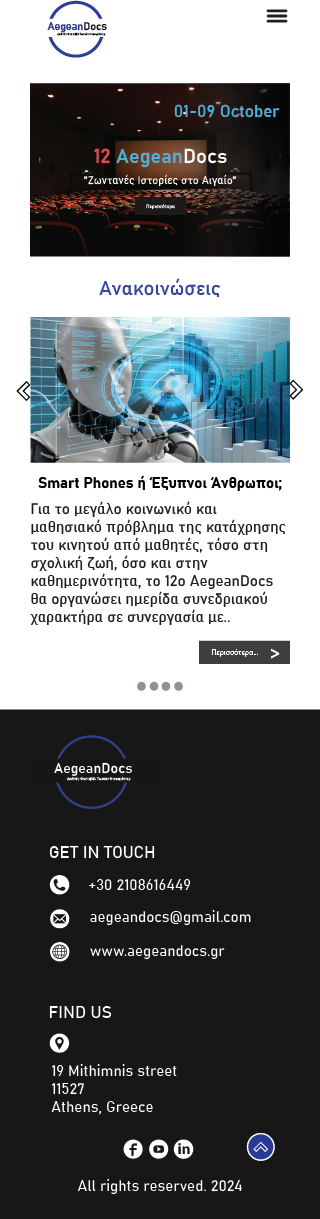 AegeanDocs
01-09 October
12 AegeanDocs
"Ζωντανές Ιστορίες στο Αιγαίο"
Περισσότερα
Ανακοινώσεις
Smart Phones ή Έξυπνοι Άνθρωποι;
Για το μεγάλο κοινωνικό και
μαθησιακό πρόβλημα της κατάχρησης
του κινητού από μαθητές, τόσο στη
σχολική ζωή, όσο και στην
καθημερινότητα, το 12ο AegeanDocs
θα οργανώσει ημερίδα συνεδριακού
χαρακτήρα σε συνεργασία με..
Περισσότερα... >
AegeanDocs
GET IN TOUCH
+30 2108616449
aegeandocs@gmail.com
www.aegeandocs.gr
FIND US
19 Mithimnis street
11527
Athens, Greece
All rights reserved. 2024